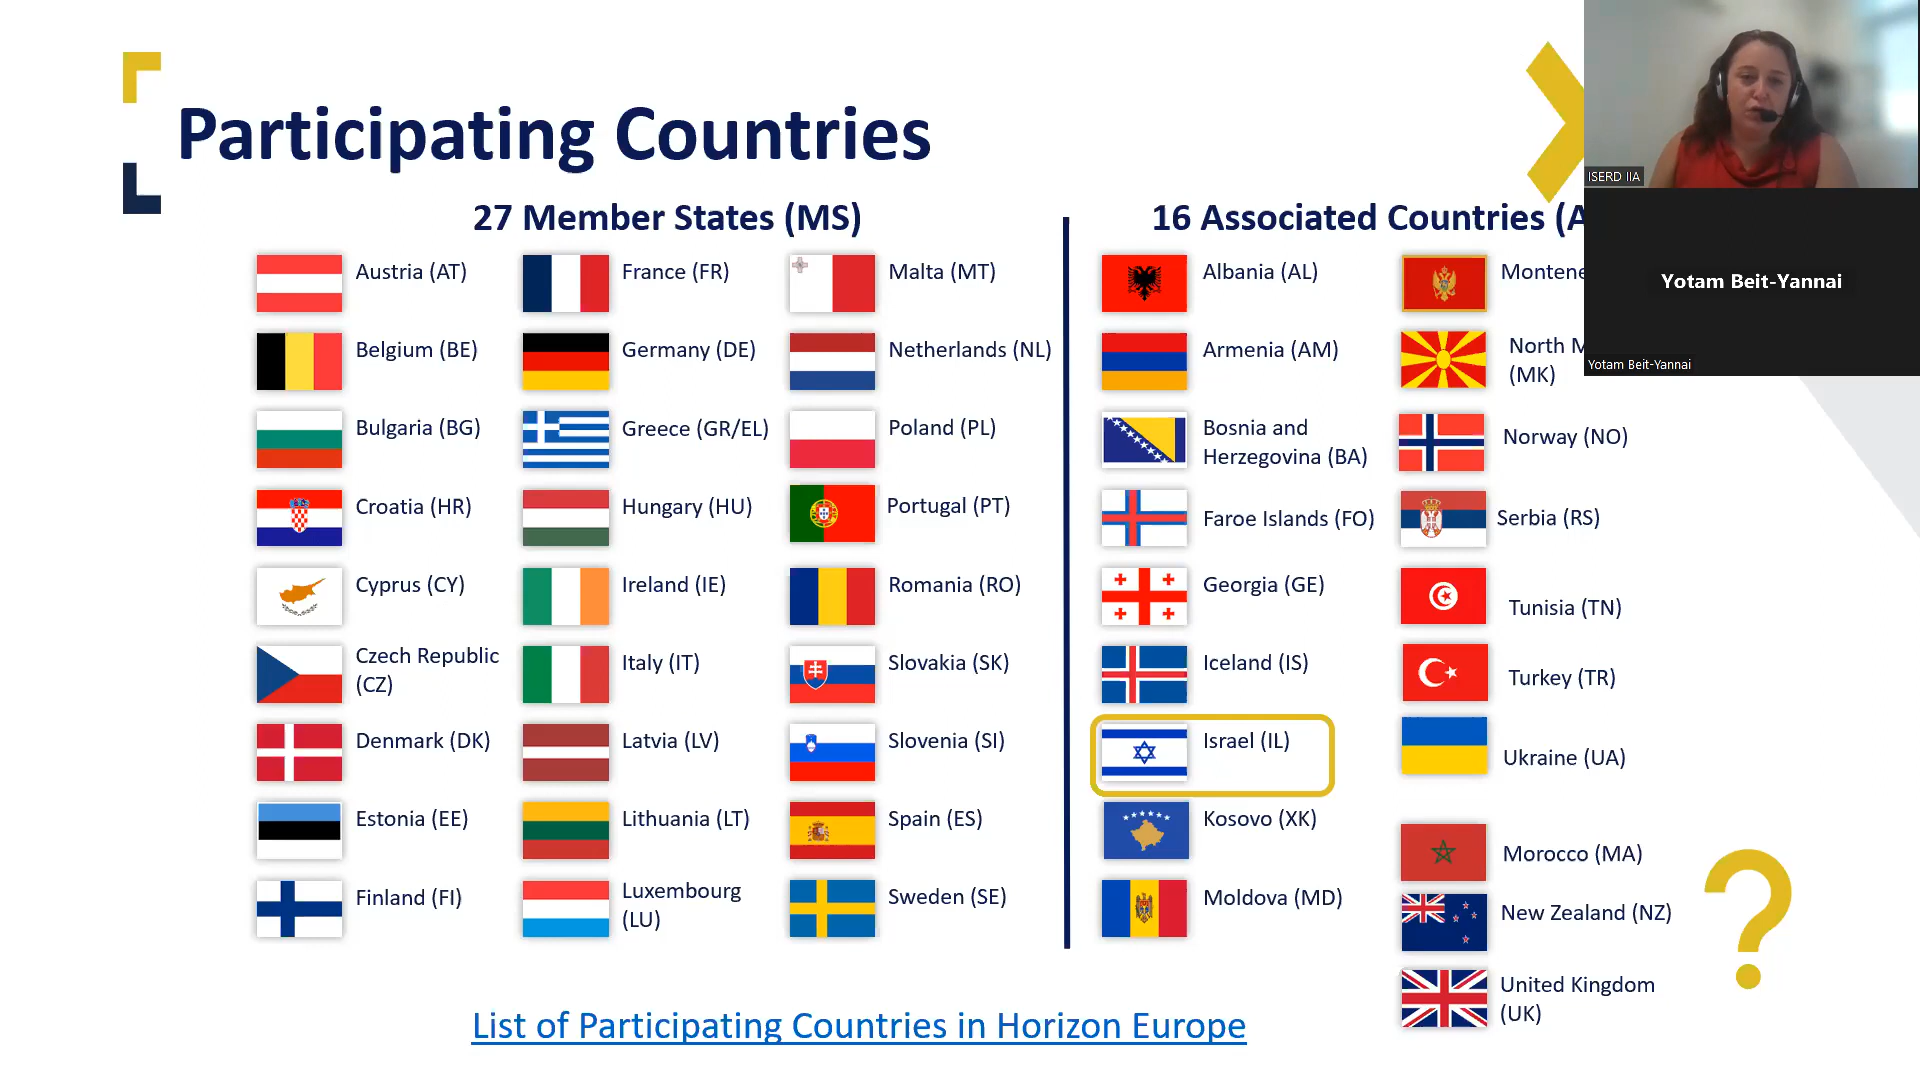 Participating Countries
27 Member States (MS)
Austria (AT)
Belgium (BE)
Bulgaria (BG)
Croatia (HR)
Cyprus (CY)
Czech Republic
(CZ)
Denmark (DK)
Estonia (EE)
Finland (FI)
France (FR)
Germany (DE)
Greece (GR/EL)
Hungary (HU)
Ireland (IE)
Italy (IT)
Latvia (LV)
Lithuania (LT)
Luxembourg
(LU)
Malta (MT)
Netherlands (NL)
Poland (PL)
Portugal (PT)
Romania (RO)
Slovakia (SK)
Slovenia (SI)
Spain (ES)
Sweden (SE)
16 Associated Countries (
Albania (AL)
Armenia (AM)
Bosnia and
Herzegovina (BA)
Faroe Islands (FO)
Georgia (GE)
Iceland (IS)
Israel (IL)
Kosovo (XK)
Moldova (MD)
Montene
North M
(MK)
Norway (NO)
Serbia (RS)
Tunisia (TN)
Turkey (TR)
Ukraine (UA)
Morocco (MA)
New Zealand (NZ)
United Kingdom
(UK)
?
List of Participating Countries in Horizon Europe
ISERD IIA
Yotam Beit-Yannai
Yotam Beit-Yannai